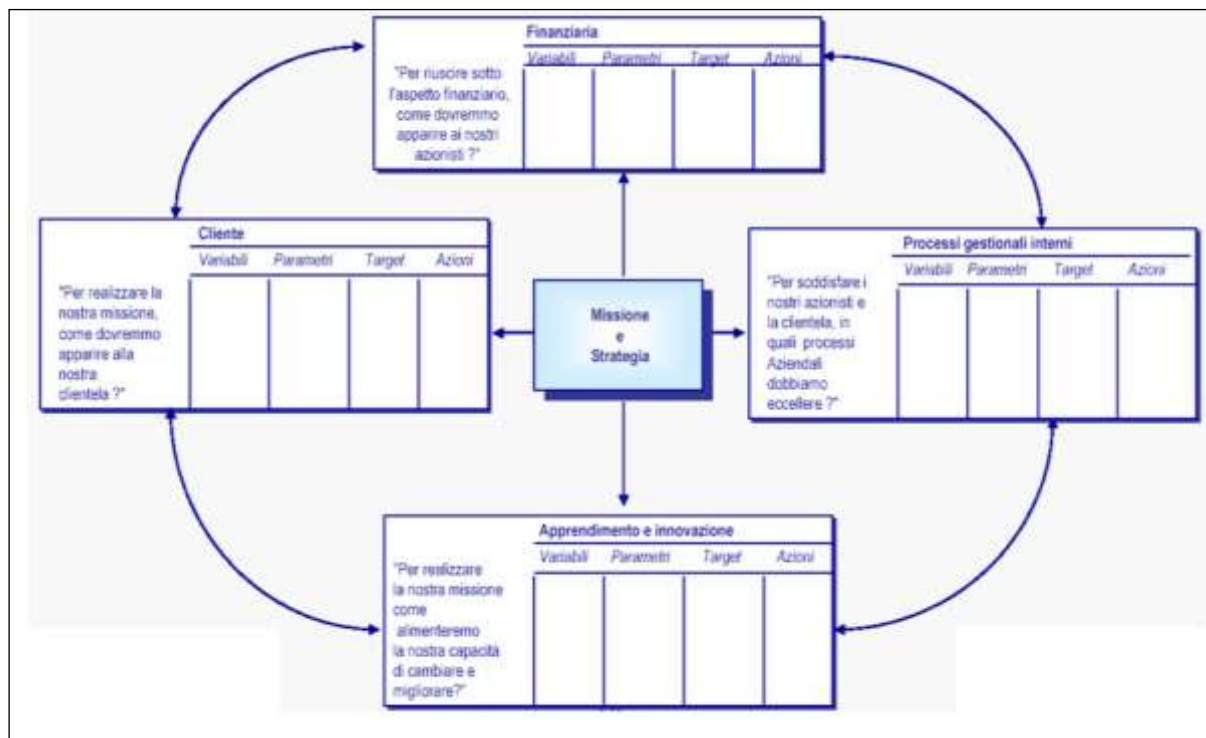 Finanziaria
Variabili Parametri Target Azioni
"Per riuscire sotto
l'aspetto finanziario,
come dovremmo
apparire ai nostri
azionisti ?"
Cliente
Variabili Parametri Target Azioni
"Per realizzare la
nostra missione,
come dovremmo
apparire alla
nostra
clientela ?"
Missione
e
Strategia
Processi gestionali interni
Variabili Parametri Target Azioni
"Per soddisfare i
nostri azionisti e
la clientela, in
quali processi
Aziendali
dobbiamo
eccellere ?"
Apprendimento e innovazione
Variabili Parametri Target Azioni
"Per realizzare
la nostra missione
come
alimenteremo
la nostra capacità
di cambiare e
migliorare?"